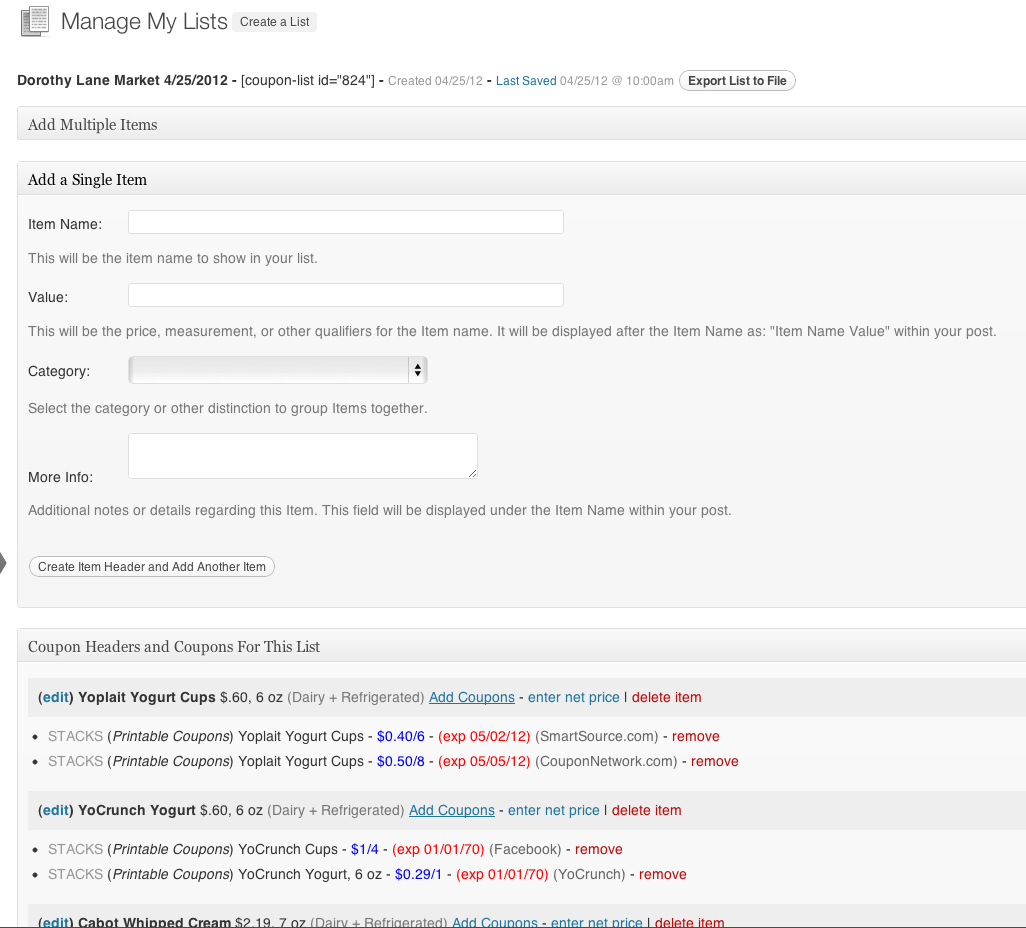 Manage My Lists Create a List
Dorothy Lane Market 4/25/2012 - [coupon-list id="824"] - Created 04/25/12 - Last Saved 04/25/12 @ 10:00am Export List to File
Add Multiple Items
Add a Single Item
Item Name:
This will be the item name to show in your list.
Value:
This will be the price, measurement, or other qualifiers for the Item name. It will be displayed after the Item Name as: "Item Name Value" within your post.
Category:
Select the category or other distinction to group Items together.
More Info:
Additional notes or details regarding this Item. This field will be displayed under the Item Name within your post.
Create Item Header and Add Another Item
Coupon Headers and Coupons For This List
(edit) Yoplait Yogurt Cups $.60, 6 oz (Dairy + Refrigerated) Add Coupons - enter net price | delete item
• STACKS (Printable Coupons) Yoplait Yogurt Cups - $0.40/6 - (exp 05/02/12) (SmartSource.com) - remove
• STACKS (Printable Coupons) Yoplait Yogurt Cups - $0.50/8 - (exp 05/05/12) (CouponNetwork.com) - remove
(edit) YoCrunch Yogurt $.60, 6 oz (Dairy + Refrigerated) Add Coupons - enter net price | delete item
• STACKS (Printable Coupons) YoCrunch Cups - $1/4 - (exp 01/01/70) (Facebook) - remove
• STACKS (Printable Coupons) YoCrunch Yogurt, 6 oz - $0.29/1 - (exp 01/01/70) (YoCrunch) - remove
(edit) Cabot Whipped Cream $2.19, 7 oz (Dairy + Refrigerated) Add Coupons - enter net price | delete item